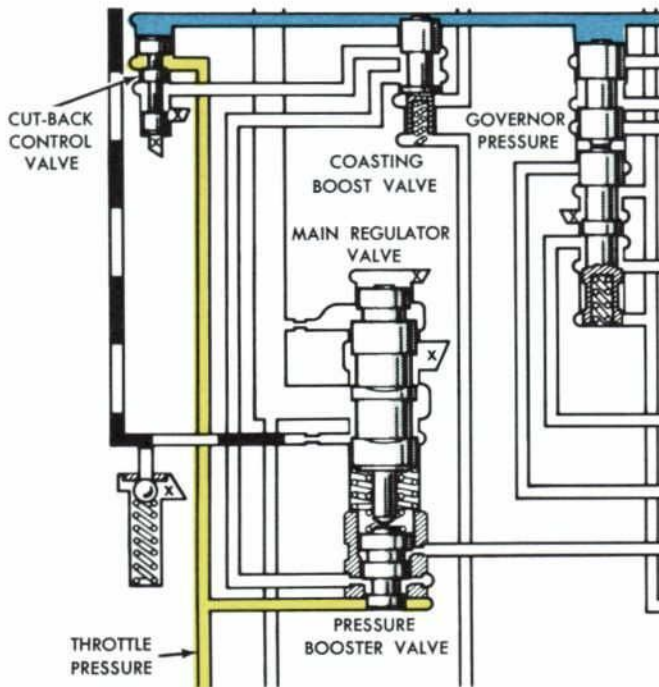 CUT-BACK
CONTROL
VALVE
X
X
COASTING
BOOST VALVE
GOVERNOR
PRESSURE
X
MAIN REGULATOR
VALVE
X
X
X
PRESSURE
BOOSTER VALVE
THROTTLE
PRESSURE